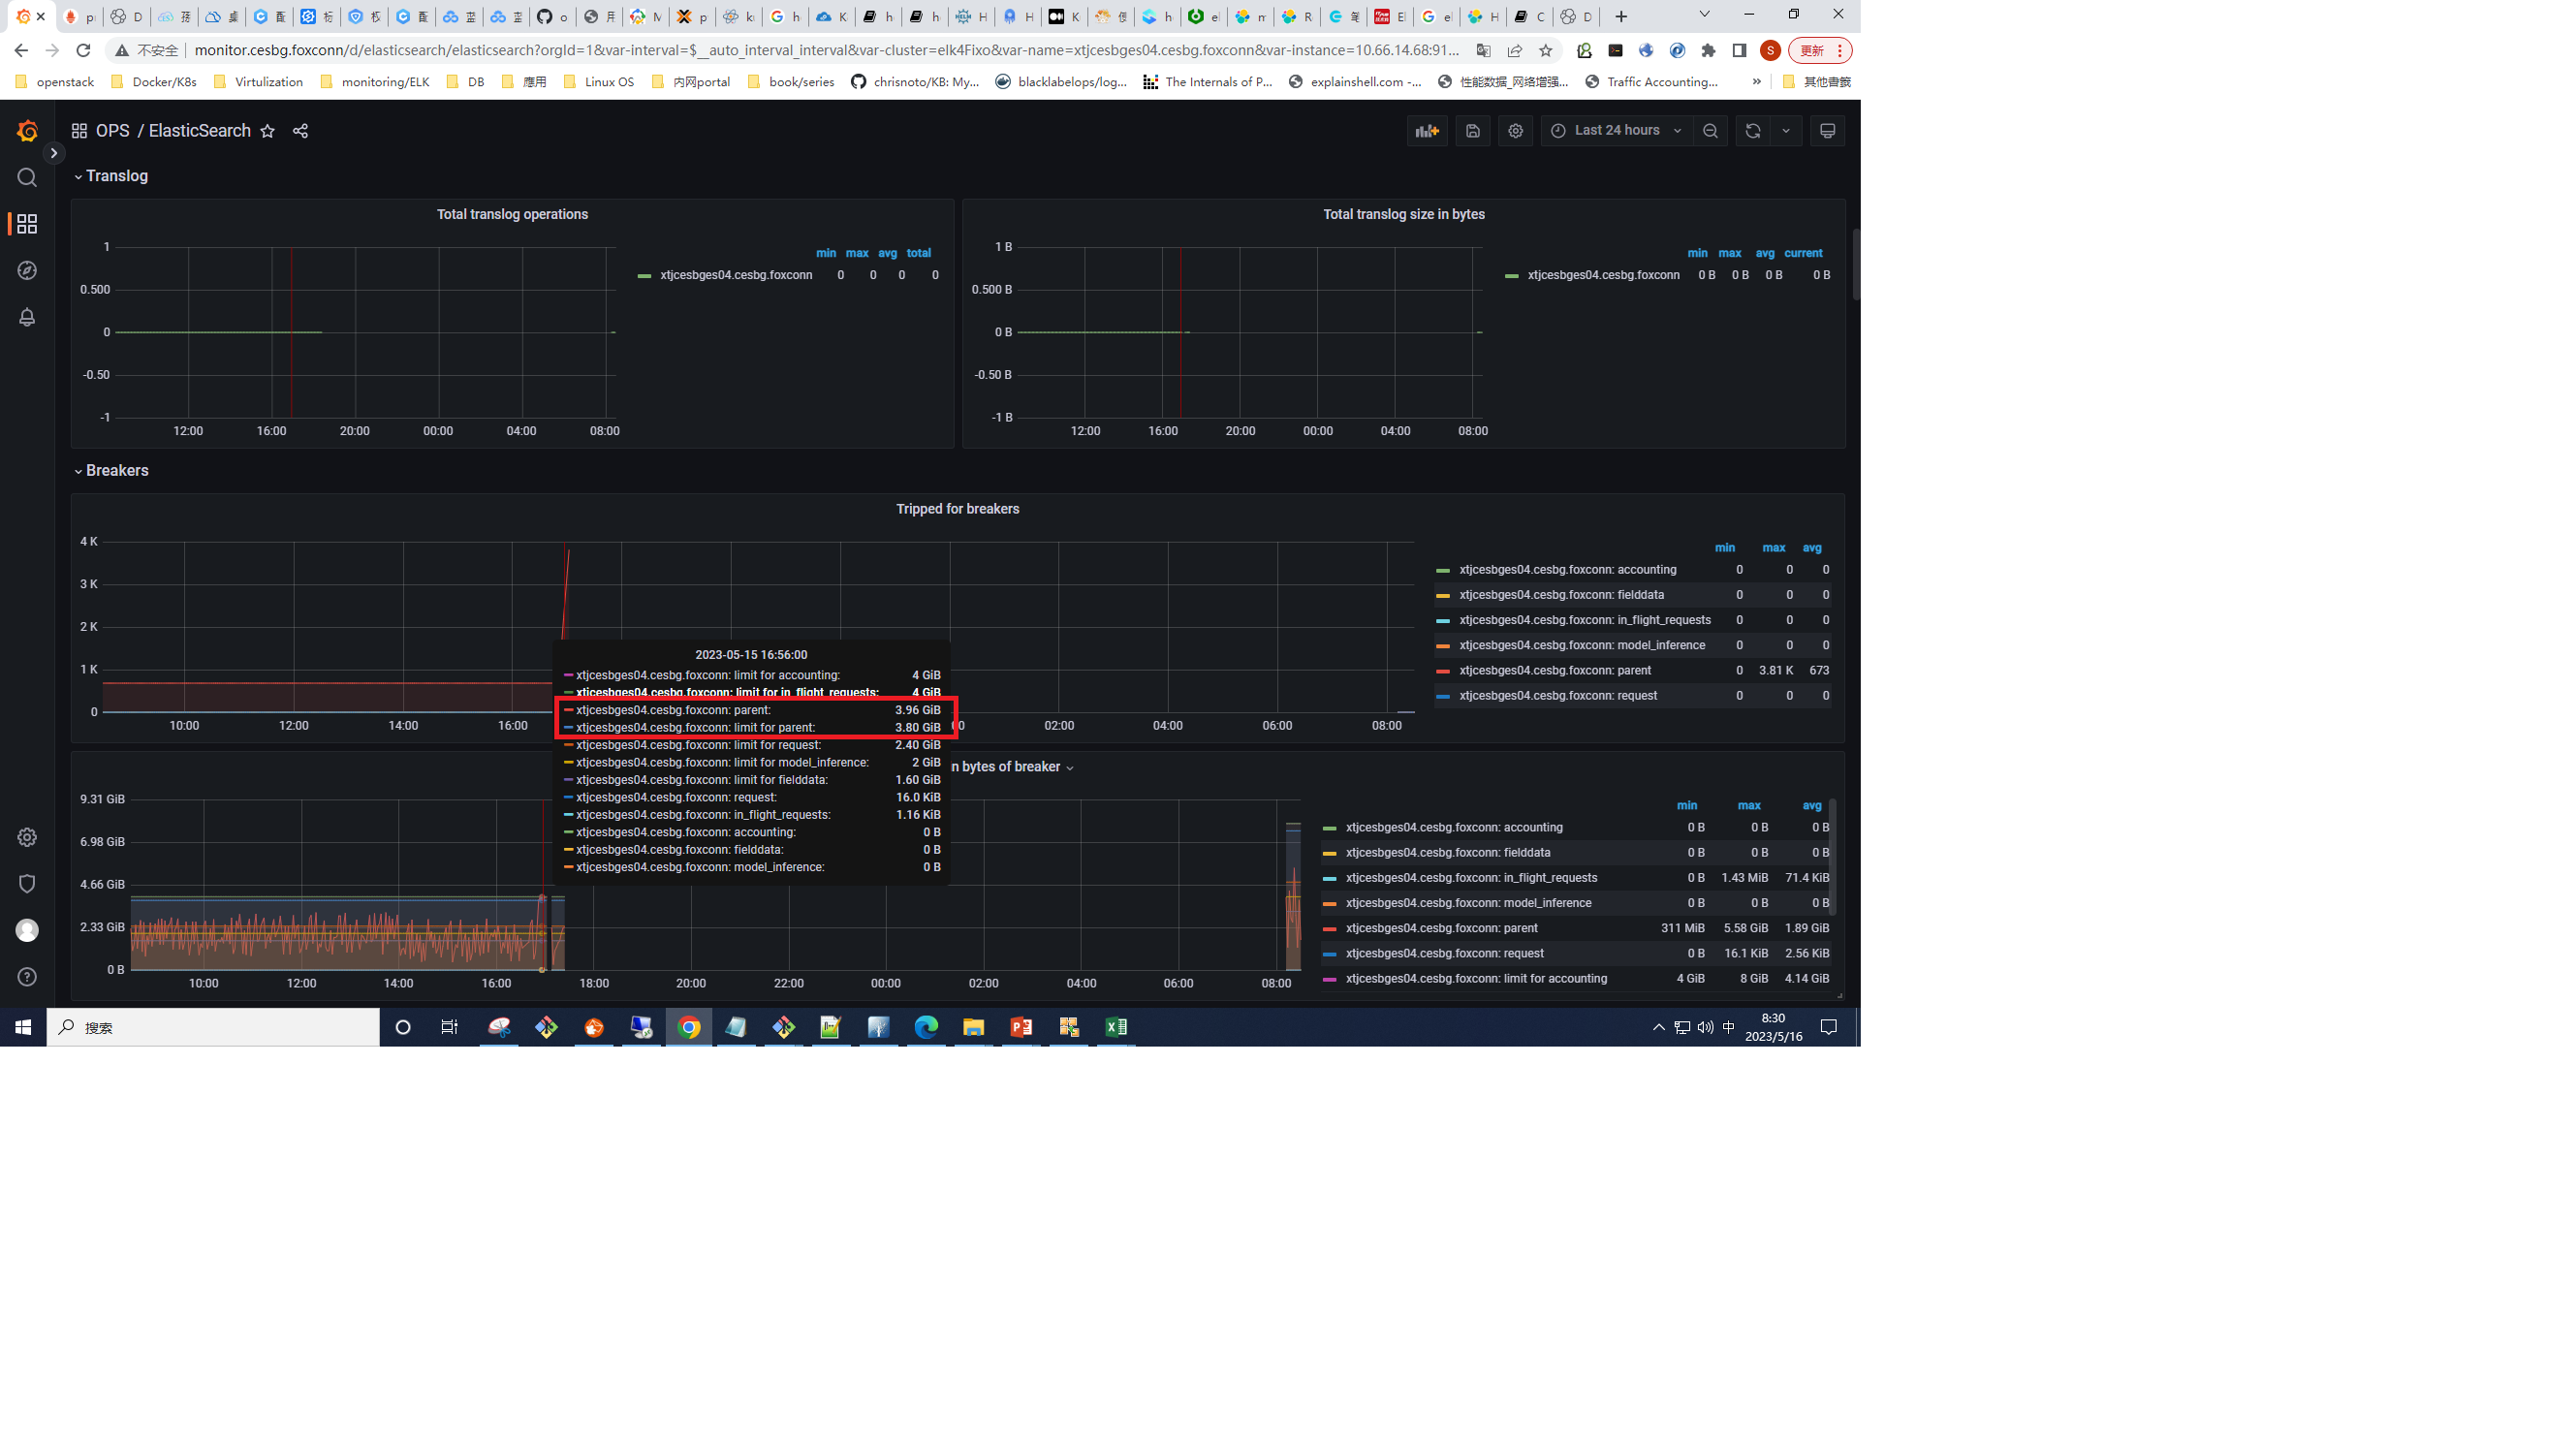 不安全 monitor.cesbg.foxconn/d/elasticsearch/elasticsearch?orgId=1&var-interval=$__auto_interval_interval&var-cluster=elk4Fixo&var-name=xtjcesbges04.cesbg.foxconn&var-instance=10.66.14.68:91... S 更新
openstack Docker/K8s Virtulization monitoring/ELK DB 應用 Linux OS 内网portal book/series chrisnoto/KB: My... blacklabelops/log... The Internals of P... explainshell.com -... 性能数据_网络增强... Traffic Accounting... » 其他書籤
OPS / ElasticSearch Last 24 hours
Translog
Total translog operations
1
0.500
0
-0.50
-1
12:00 16:00 20:00 00:00 04:00 08:00
min max avg total
xtjcesbges04.cesbg.foxconn 0 0 0 0
Total translog size in bytes
1 B
0.500 B
0 B
-0.50 B
-1 B
12:00 16:00 20:00 00:00 04:00 08:00
min max avg current
xtjcesbges04.cesbg.foxconn 0 B 0 B 0 B 0 B
Breakers
Tripped for breakers
4 K
3 K
2 K
1 K
0
10:00 12:00 14:00 16:00 02:00 04:00 06:00 08:00
min max avg
xtjcesbges04.cesbg.foxconn: accounting 0 0 0
xtjcesbges04.cesbg.foxconn: fielddata 0 0 0
xtjcesbges04.cesbg.foxconn: in_flight_requests 0 0 0
xtjcesbges04.cesbg.foxconn: model_inference 0 0 0
xtjcesbges04.cesbg.foxconn: parent 0 3.81 K 673
xtjcesbges04.cesbg.foxconn: request 0 0 0
2023-05-15 16:56:00
xtjcesbges04.cesbg.foxconn: limit for accounting: 4 GiB
xtjcesbges04.cesbg.foxconn: limit for in_flight_requests: 4 GiB
xtjcesbges04.cesbg.foxconn: parent: 3.96 GiB
xtjcesbges04.cesbg.foxconn: limit for parent: 3.80 GiB
xtjcesbges04.cesbg.foxconn: limit for request: 2.40 GiB
xtjcesbges04.cesbg.foxconn: limit for model_inference: 2 GiB
xtjcesbges04.cesbg.foxconn: limit for fielddata: 1.60 GiB
xtjcesbges04.cesbg.foxconn: request: 16.0 KiB
xtjcesbges04.cesbg.foxconn: in_flight_requests: 1.16 KiB
xtjcesbges04.cesbg.foxconn: accounting: 0 B
xtjcesbges04.cesbg.foxconn: fielddata: 0 B
xtjcesbges04.cesbg.foxconn: model_inference: 0 B
n bytes of breaker
9.31 GiB
6.98 GiB
4.66 GiB
2.33 GiB
0 B
10:00 12:00 14:00 16:00 18:00 20:00 22:00 00:00 02:00 04:00 06:00 08:00
min max avg
xtjcesbges04.cesbg.foxconn: accounting 0 B 0 B 0 B
xtjcesbges04.cesbg.foxconn: fielddata 0 B 0 B 0 B
xtjcesbges04.cesbg.foxconn: in_flight_requests 0 B 1.43 MiB 71.4 KiB
xtjcesbges04.cesbg.foxconn: model_inference 0 B 0 B 0 B
xtjcesbges04.cesbg.foxconn: parent 311 MiB 5.58 GiB 1.89 GiB
xtjcesbges04.cesbg.foxconn: request 0 B 16.1 KiB 2.56 KiB
xtjcesbges04.cesbg.foxconn: limit for accounting 4 GiB 8 GiB 4.14 GiB
搜索
中
8:30
2023/5/16